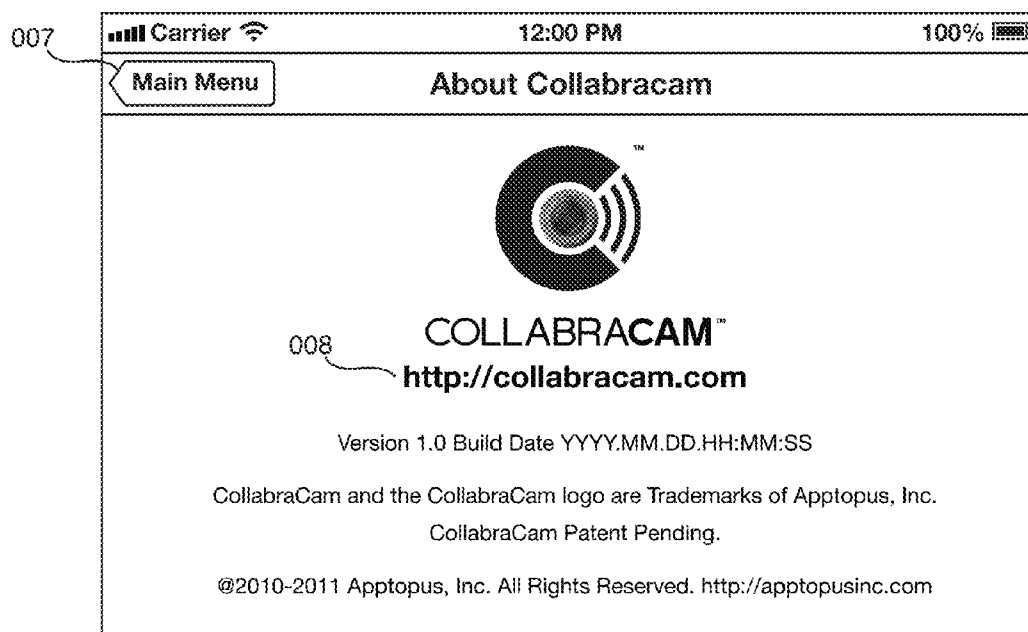 007
Carrier 12:00 PM 100%
Main Menu About Collabracam
™
COLLABRACAM™
008
http://collabracam.com
Version 1.0 Build Date YYYY.MM.DD.HH:MM:SS
CollabraCam and the CollabraCam logo are Trademarks of Apptopus, Inc.
CollabraCam Patent Pending.
@2010-2011 Apptopus, Inc. All Rights Reserved. http://apptopusinc.com